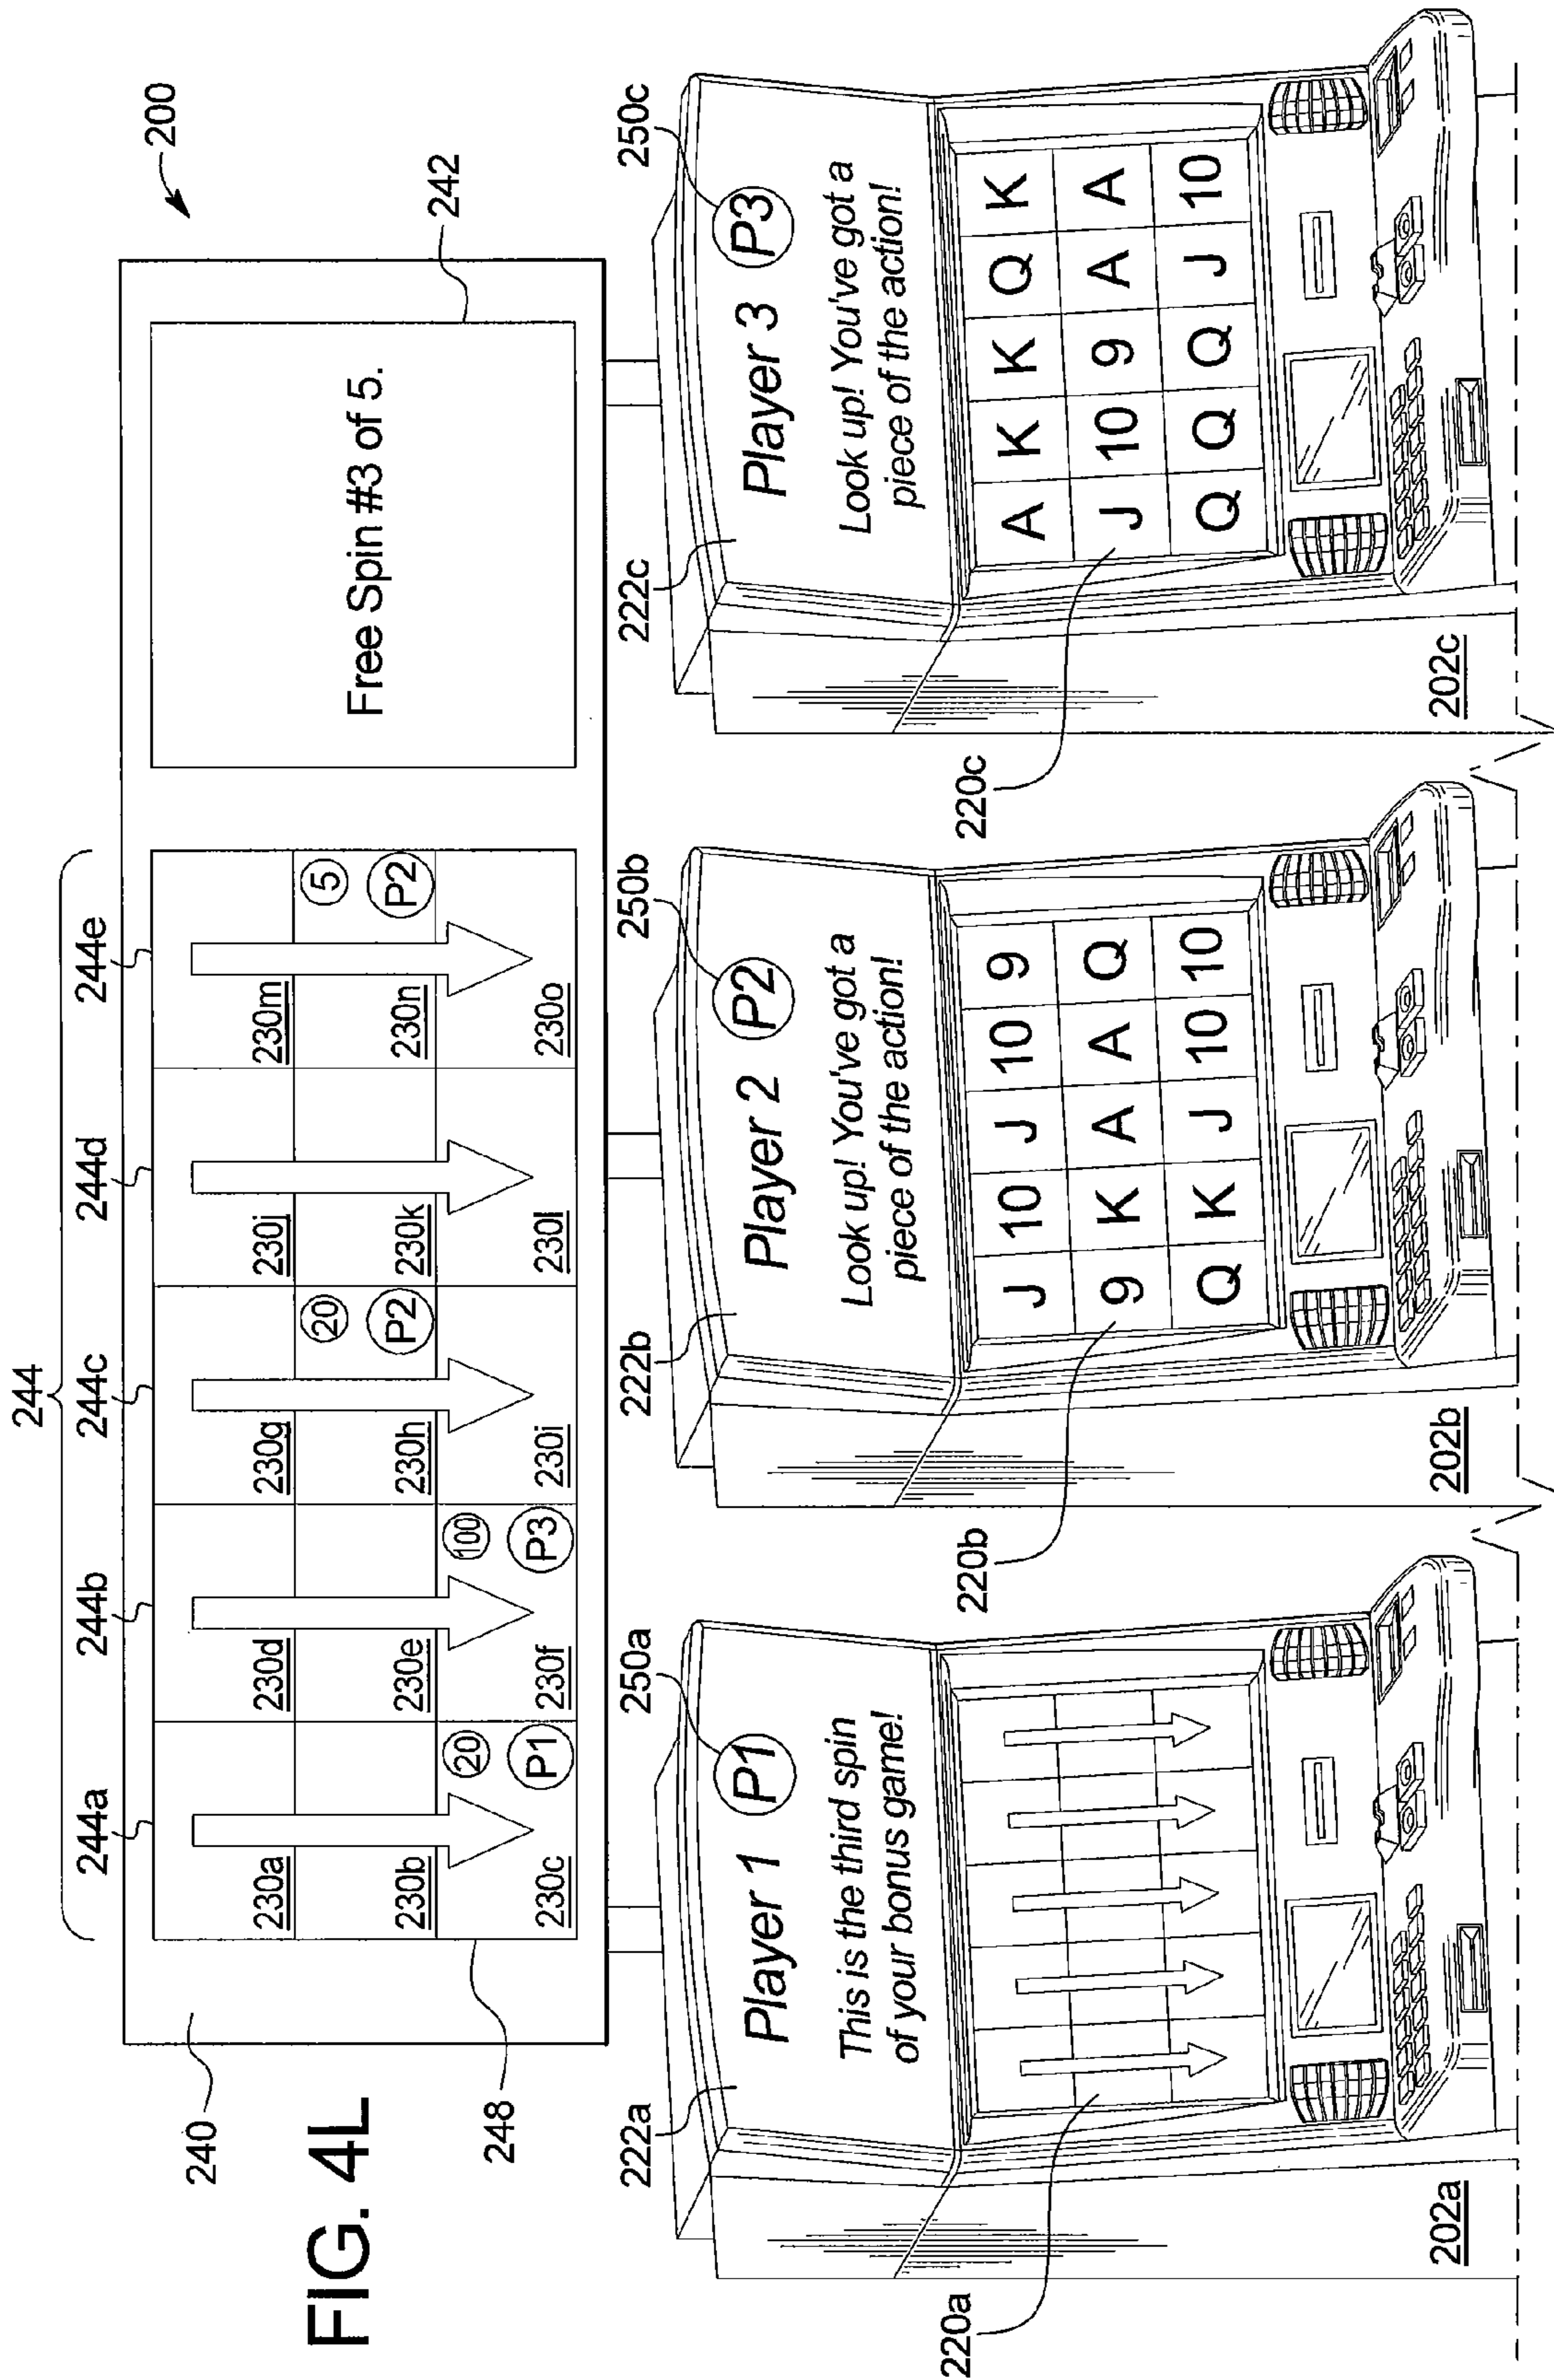 FIG. 4L
200
240
242
244
244a 244b 244c 244d 244e
248
230a 230d 230g 230j 230m
20 5
230b 230e 230h P2 230k 230n P2
20 100
230c P1 230f P3 230i 230l 230o
Free Spin #3 of 5.
222a
250a
Player 1 P1
This is the third spin
of your bonus game!
220a
202a
222b
250b
Player 2 P2
Look up! You've got a
piece of the action!
J 10 J 10 9
9 K A A Q
Q K J 10 10
220b
202b
222c
250c
Player 3 P3
Look up! You've got a
piece of the action!
A K K Q K
J 10 9 A A
Q Q Q J 10
220c
202c